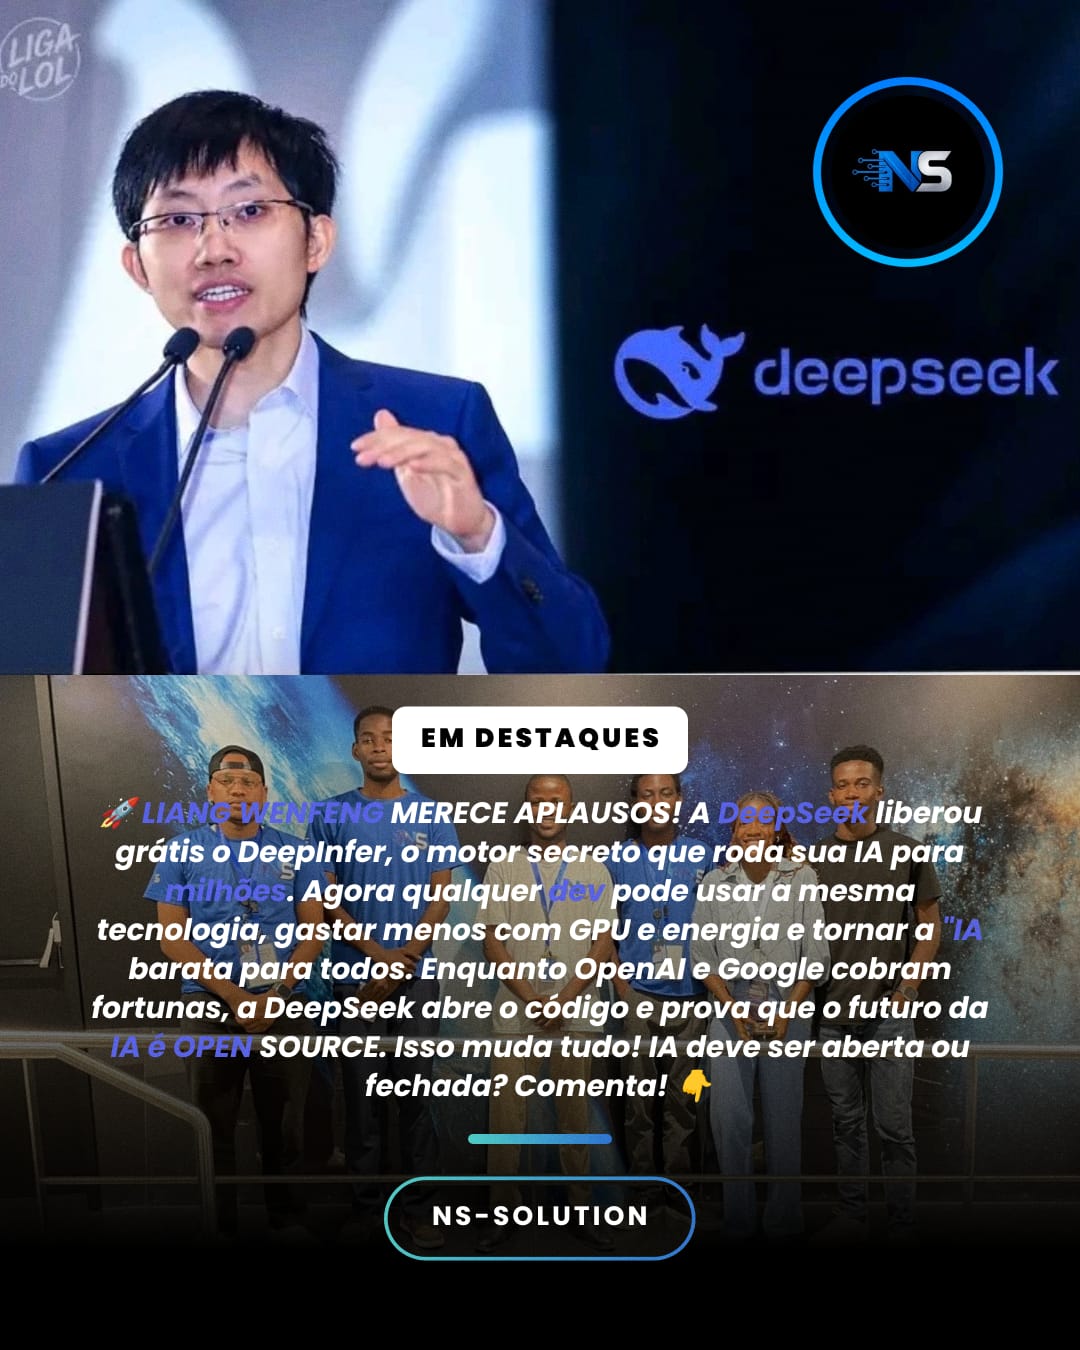 LIGA
DO LOL
NS
deepseek
EM DESTAQUES
🚀 LIANG WENFENG MERECE APLAUSOS! A DeepSeek liberou
grátis o DeepInfer, o motor secreto que roda sua IA para
milhões. Agora qualquer dev pode usar a mesma
tecnologia, gastar menos com GPU e energia e tornar a "IA
barata para todos. Enquanto OpenAI e Google cobram
fortunas, a DeepSeek abre o código e prova que o futuro da
IA é OPEN SOURCE. Isso muda tudo! IA deve ser aberta ou
fechada? Comenta! 👇
NS-SOLUTION